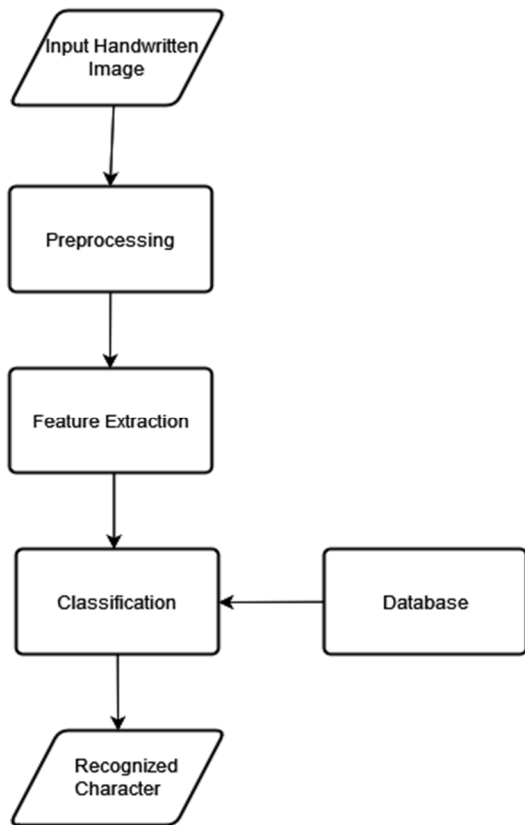 Input Handwritten
Image
Preprocessing
Feature Extraction
Classification
Database
Recognized
Character